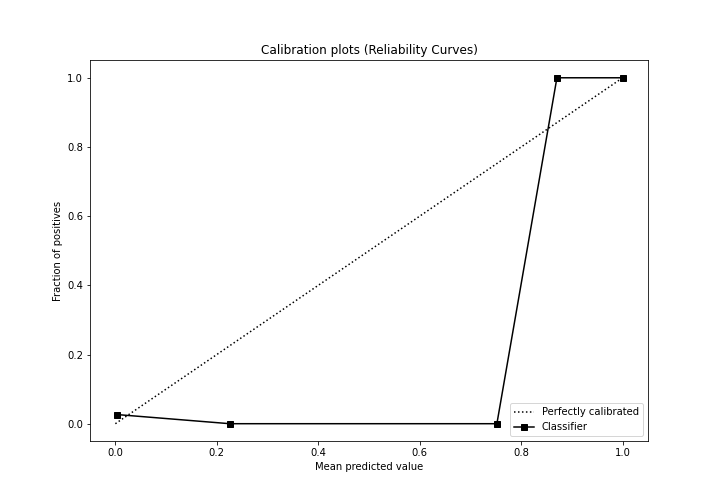 Calibration plots (Reliability Curves)
1.0
0.8
0.6
0.4
0.2
0.0
Fraction of positives
0.0 0.2 0.4 0.6 0.8 1.0
Mean predicted value
Perfectly calibrated
Classifier